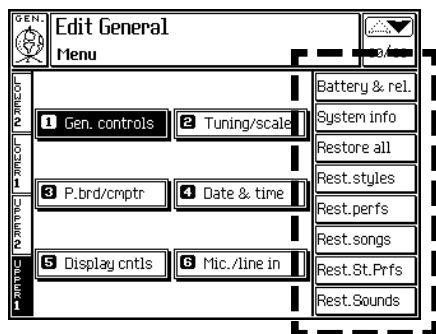 GEN.
Edit General
Menu
LOWER 2
LOWER 1
UPPER 2
UPPER 1
1 Gen. controls
2 Tuning/scale
3 P.brd/cmptr
4 Date & time
5 Display cntls
6 Mic./line in
Battery & rel.
System info
Restore all
Rest.styles
Rest.perfs
Rest.songs
Rest.St.Prfs
Rest.Sounds